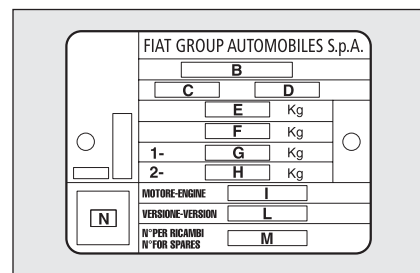 FIAT GROUP AUTOMOBILES S.p.A.
B
C D
E Kg
F Kg
1- G Kg
2- H Kg
MOTORE-ENGINE I
VERSIONE-VERSION L
N
N°PER RICAMBI
N°FOR SPARES M